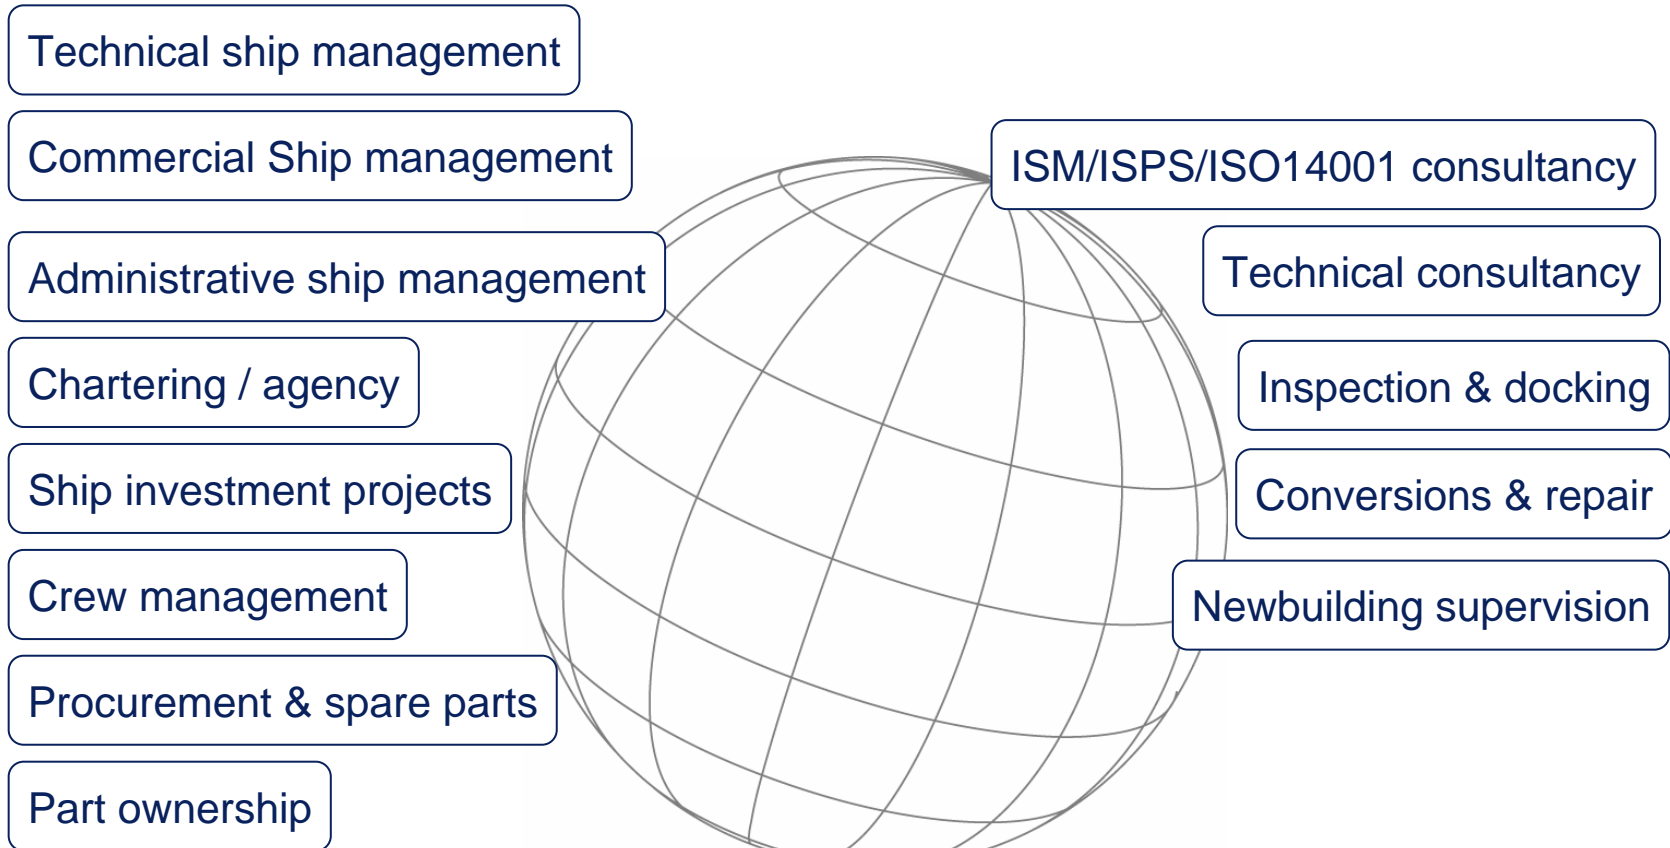 Technical ship management
Commercial Ship management
Administrative ship management
Chartering / agency
Ship investment projects
Crew management
Procurement & spare parts
Part ownership
ISM/ISPS/ISO14001 consultancy
Technical consultancy
Inspection & docking
Conversions & repair
Newbuilding supervision